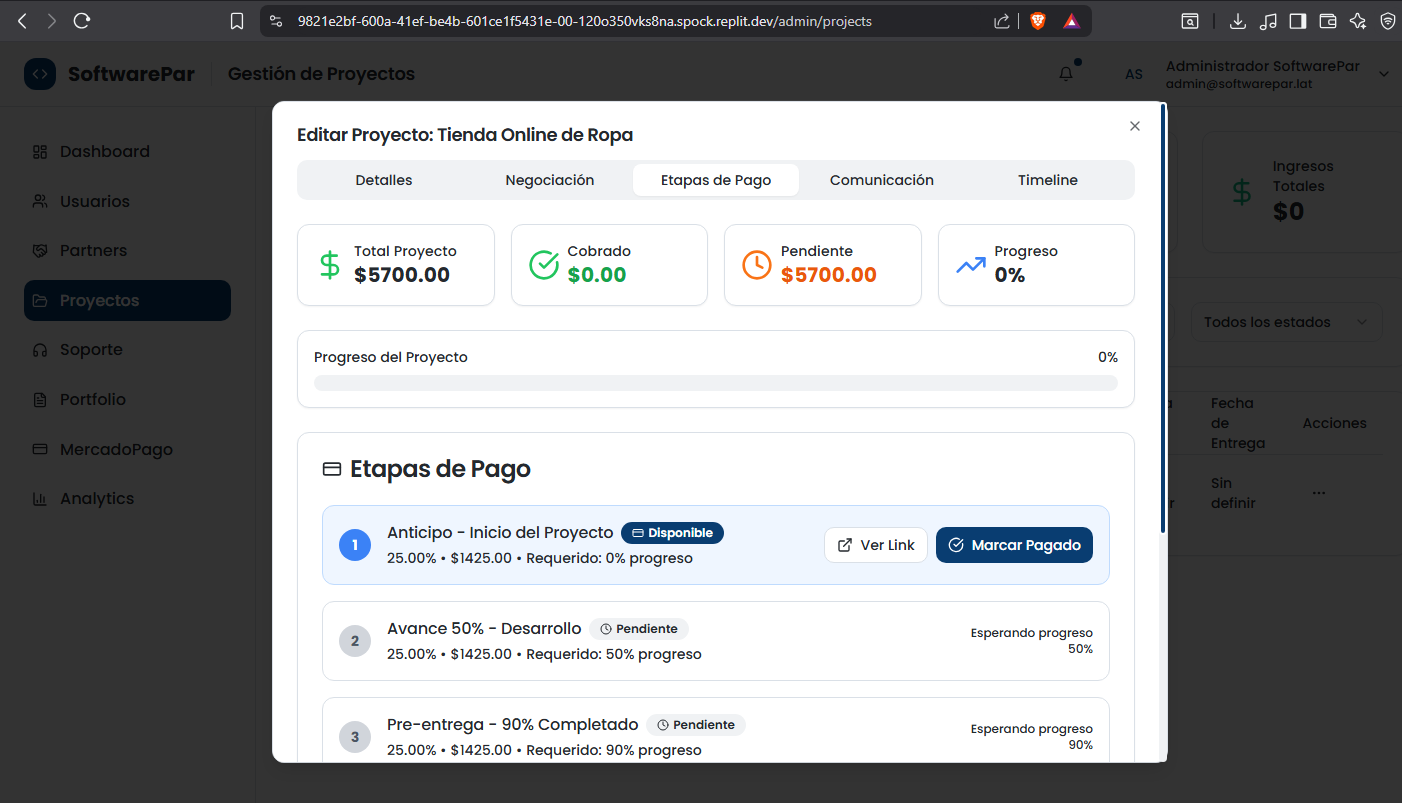 9821e2bf-600a-41ef-be4b-601ce1f5431e-00-120o350vks8na.spock.replit.dev/admin/projects
SoftwarePar
Gestión de Proyectos
AS
Administrador SoftwarePar
admin@softwarepar.lat
Dashboard
Usuarios
Partners
Proyectos
Soporte
Portfolio
MercadoPago
Analytics
Editar Proyecto: Tienda Online de Ropa
Detalles
Negociación
Etapas de Pago
Comunicación
Timeline
Total Proyecto
$5700.00
Cobrado
$0.00
Pendiente
$5700.00
Progreso
0%
Progreso del Proyecto
0%
Etapas de Pago
1
Anticipo - Inicio del Proyecto
Disponible
25.00% • $1425.00 • Requerido: 0% progreso
Ver Link
Marcar Pagado
2
Avance 50% - Desarrollo
Pendiente
25.00% • $1425.00 • Requerido: 50% progreso
Esperando progreso
50%
3
Pre-entrega - 90% Completado
Pendiente
25.00% • $1425.00 • Requerido: 90% progreso
Esperando progreso
90%
Ingresos
Totales
$0
Todos los estados
Fecha
de
Entrega
Acciones
Sin
definir
...